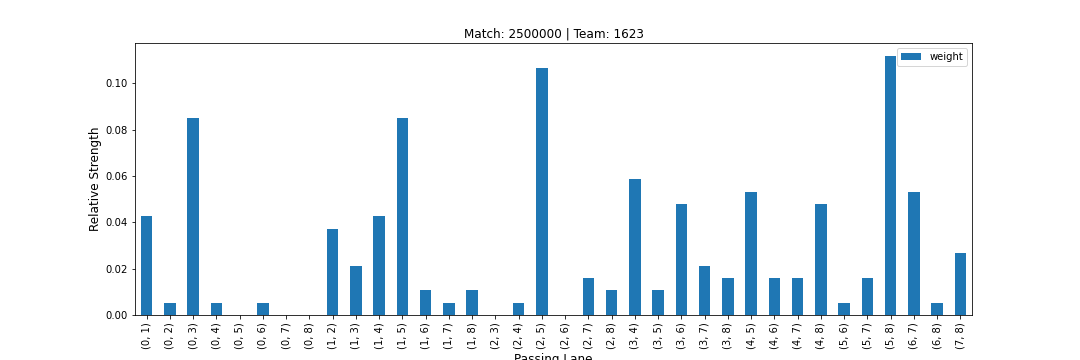 Match: 2500000 | Team: 1623
weight
Relative Strength
0.10
0.08
0.06
0.04
0.02
0.00
(0, 1) (0, 2) (0, 3) (0, 4) (0, 5) (0, 6) (0, 7) (0, 8) (1, 2) (1, 3) (1, 4) (1, 5) (1, 6) (1, 7) (1, 8) (2, 3) (2, 4) (2, 5) (2, 6) (2, 7) (2, 8) (3, 4) (3, 5) (3, 6) (3, 7) (3, 8) (4, 5) (4, 6) (4, 7) (4, 8) (5, 6) (5, 7) (5, 8) (6, 7) (6, 8) (7, 8)
Passing Lane